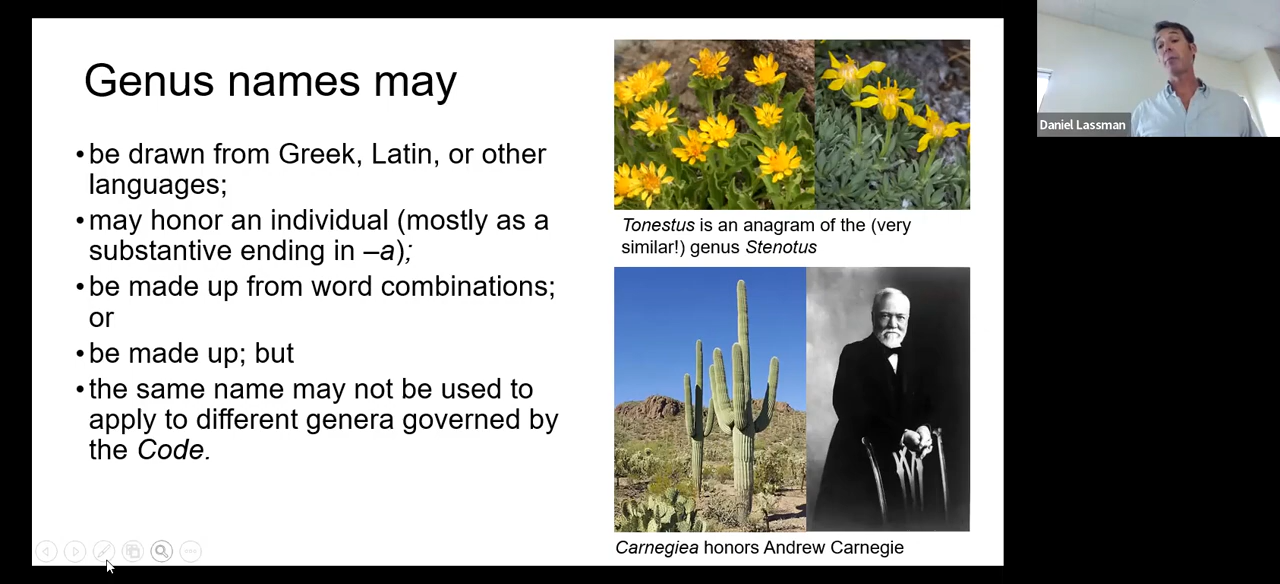 Genus names may
•be drawn from Greek, Latin, or other
languages;
•may honor an individual (mostly as a
substantive ending in –a);
•be made up from word combinations;
or
•be made up; but
•the same name may not be used to
apply to different genera governed by
the Code.
Tonestus is an anagram of the (very
similar!) genus Stenotus
Carnegiea honors Andrew Carnegie
Daniel Lassman